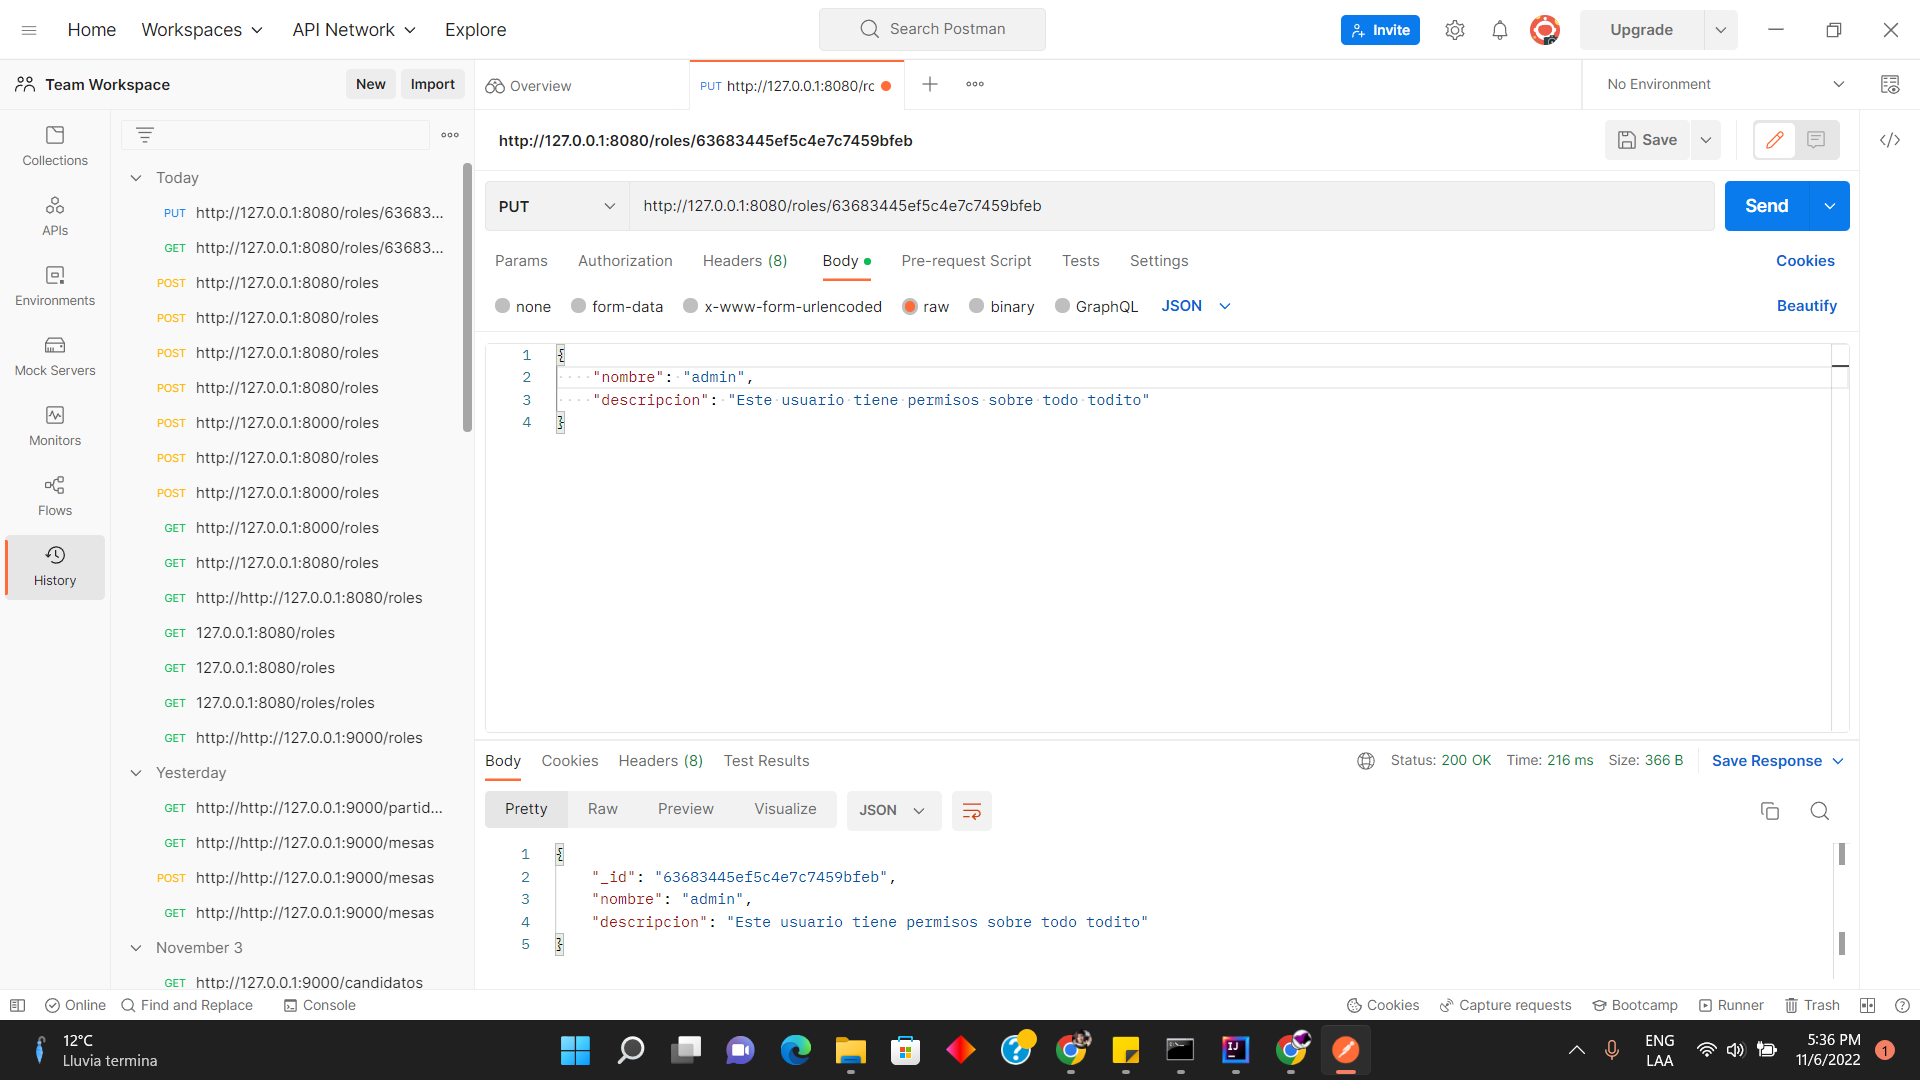 Home
Workspaces
API Network
Explore
Search Postman
Invite
Upgrade
Team Workspace
New
Import
Overview
PUT http://127.0.0.1:8080/rc
No Environment
Collections
APIs
Environments
Mock Servers
Monitors
Flows
History
Today
PUT http://127.0.0.1:8080/roles/63683...
GET http://127.0.0.1:8080/roles/63683...
POST http://127.0.0.1:8080/roles
POST http://127.0.0.1:8080/roles
POST http://127.0.0.1:8080/roles
POST http://127.0.0.1:8080/roles
POST http://127.0.0.1:8000/roles
POST http://127.0.0.1:8080/roles
POST http://127.0.0.1:8000/roles
GET http://127.0.0.1:8000/roles
GET http://127.0.0.1:8080/roles
GET http://http://127.0.0.1:8080/roles
GET 127.0.0.1:8080/roles
GET 127.0.0.1:8080/roles
GET 127.0.0.1:8080/roles/roles
GET http://http://127.0.0.1:9000/roles
Yesterday
GET http://http://127.0.0.1:9000/partid...
GET http://http://127.0.0.1:9000/mesas
POST http://http://127.0.0.1:9000/mesas
GET http://http://127.0.0.1:9000/mesas
November 3
GET http://127.0.0.1:9000/candidatos
http://127.0.0.1:8080/roles/63683445ef5c4e7c7459bfeb
Save
PUT
http://127.0.0.1:8080/roles/63683445ef5c4e7c7459bfeb
Send
Params
Authorization
Headers (8)
Body
Pre-request Script
Tests
Settings
Cookies
none
form-data
x-www-form-urlencoded
raw
binary
GraphQL
JSON
Beautify
1 {
2 "nombre": "admin",
3 "descripcion": "Este usuario tiene permisos sobre todo todito"
4 }
Body
Cookies
Headers (8)
Test Results
Status: 200 OK
Time: 216 ms
Size: 366 B
Save Response
Pretty
Raw
Preview
Visualize
JSON
1 {
2 "_id": "63683445ef5c4e7c7459bfeb",
3 "nombre": "admin",
4 "descripcion": "Este usuario tiene permisos sobre todo todito"
5 }
Online
Find and Replace
Console
Cookies
Capture requests
Bootcamp
Runner
Trash
12°C
Lluvia termina
IJ
ENG
LAA
5:36 PM
11/6/2022
1